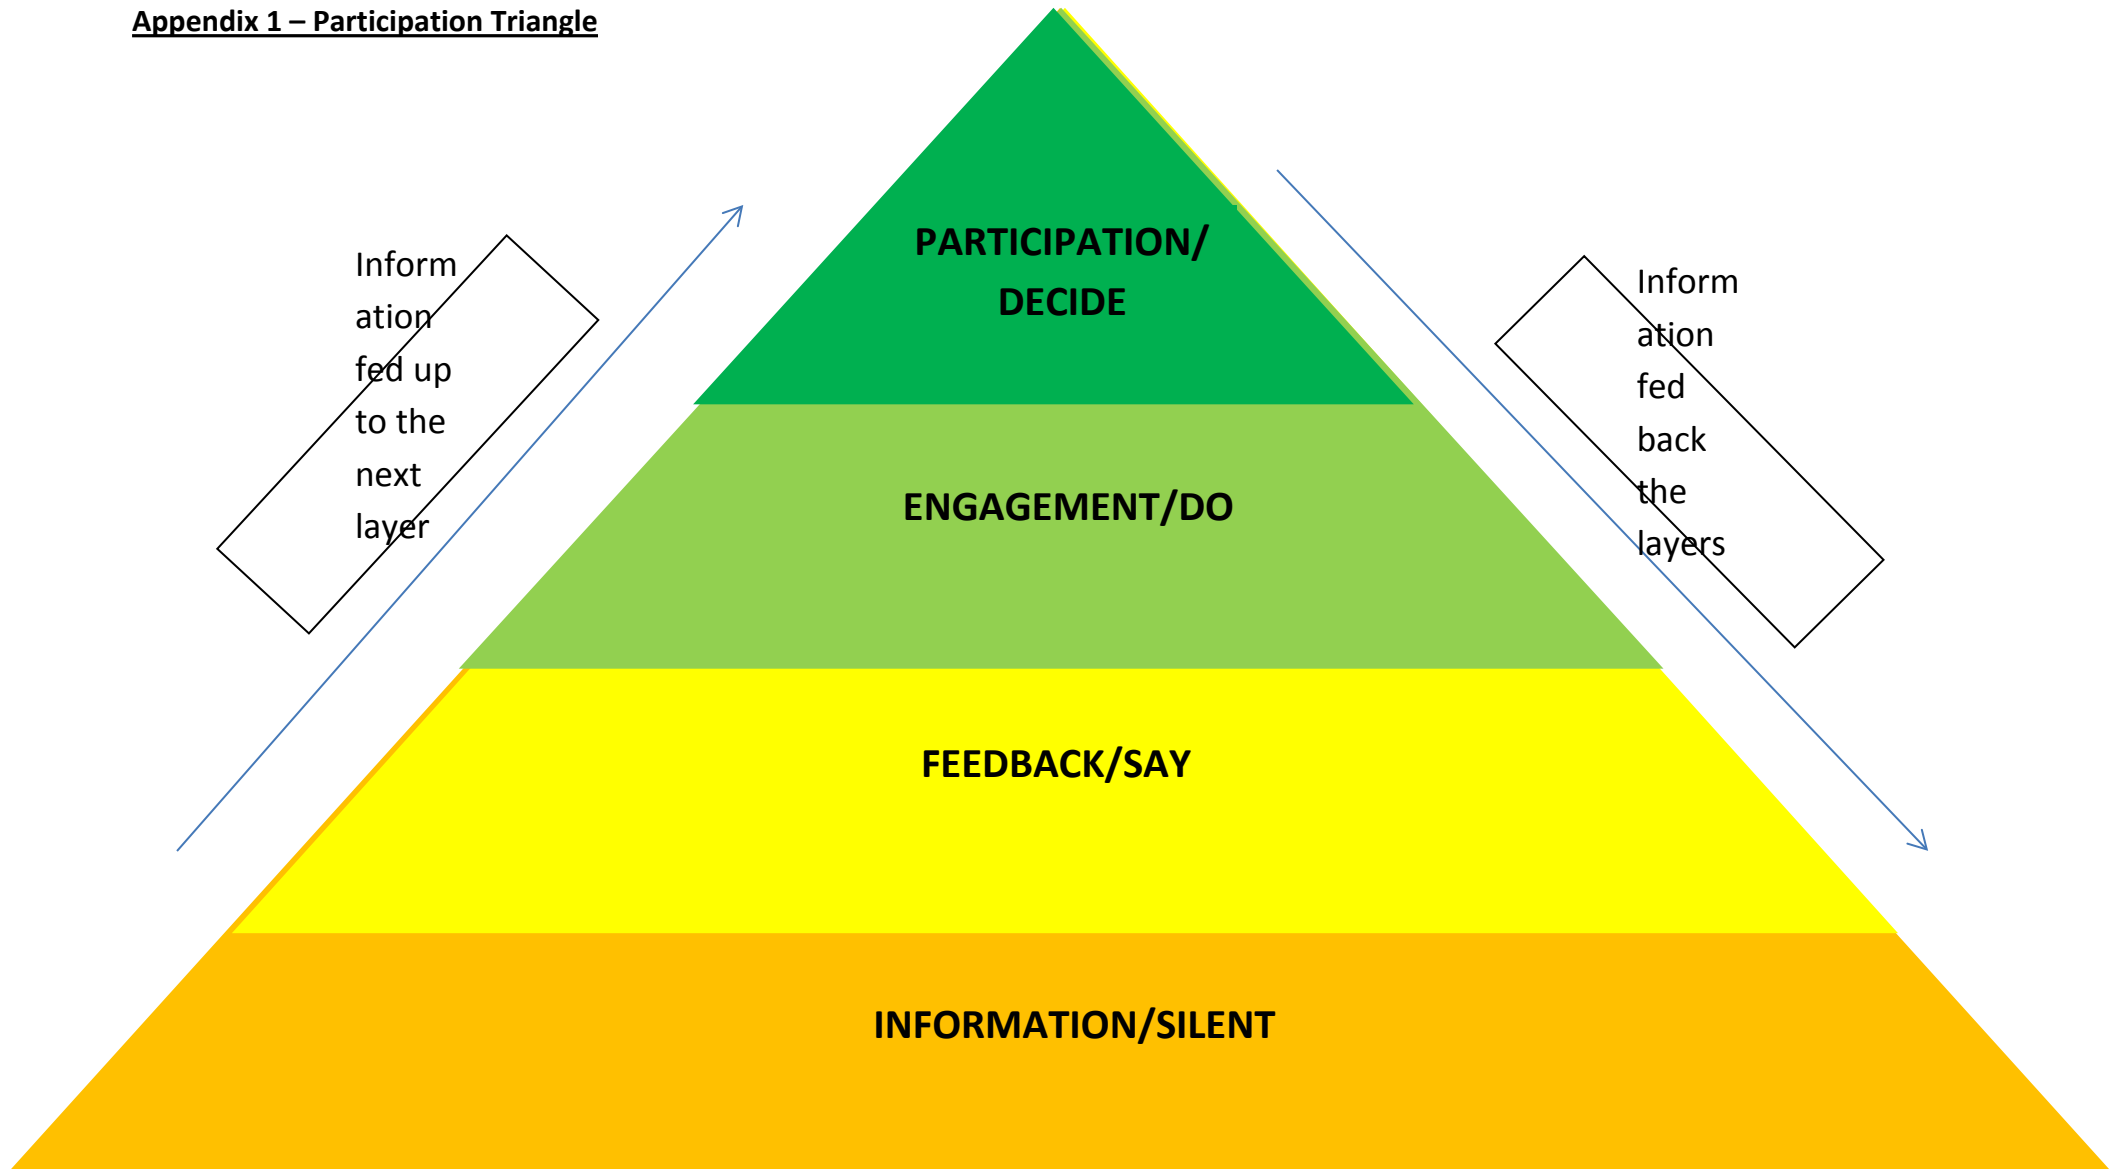 Appendix 1 – Participation Triangle
PARTICIPATION/
DECIDE
Inform
ation
fed up
to the
next
layer
Inform
ation
fed
back
the
layers
ENGAGEMENT/DO
FEEDBACK/SAY
INFORMATION/SILENT